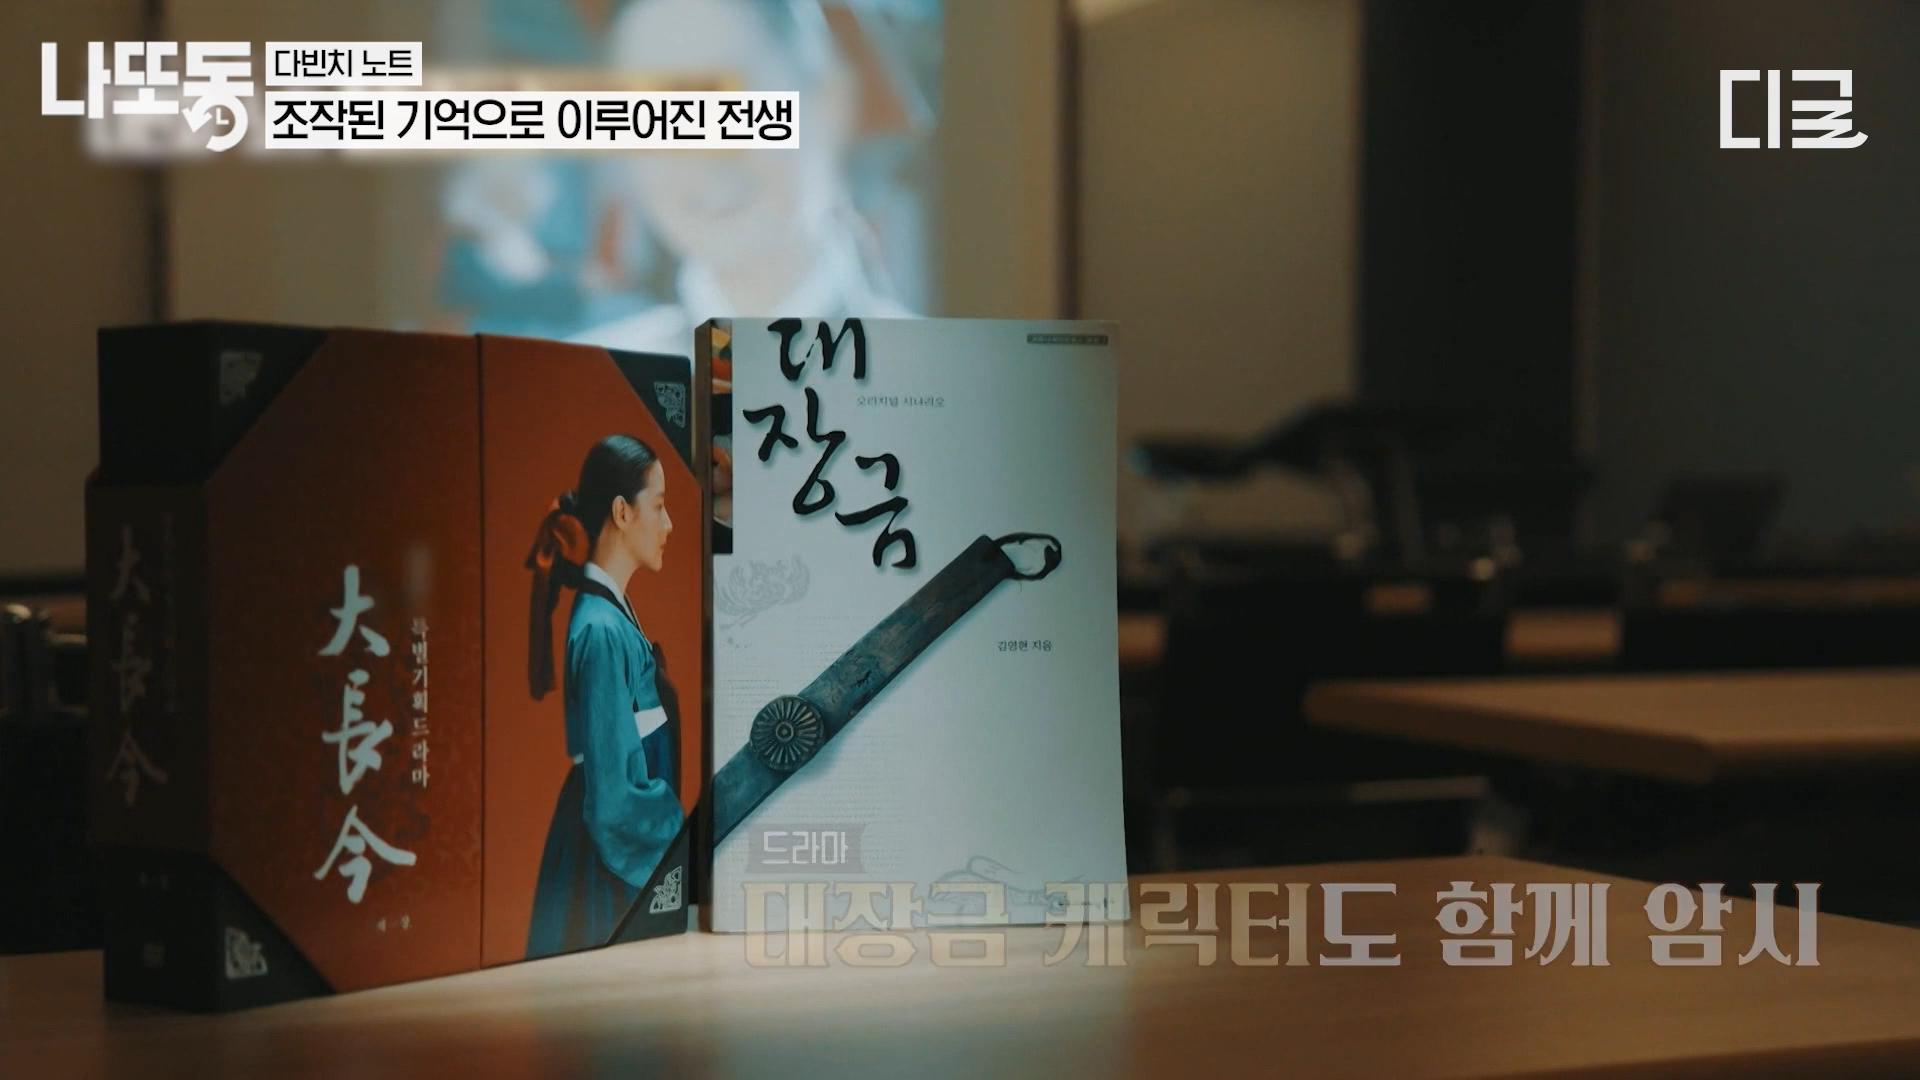 나또동
다빈치 노트
조작된 기억으로 이루어진 전생
디글
大長今
大長今
특별기획드라마
대장금
오리지널 시나리오
김영현 지음
드라마
대장금 캐릭터도 함께 암시